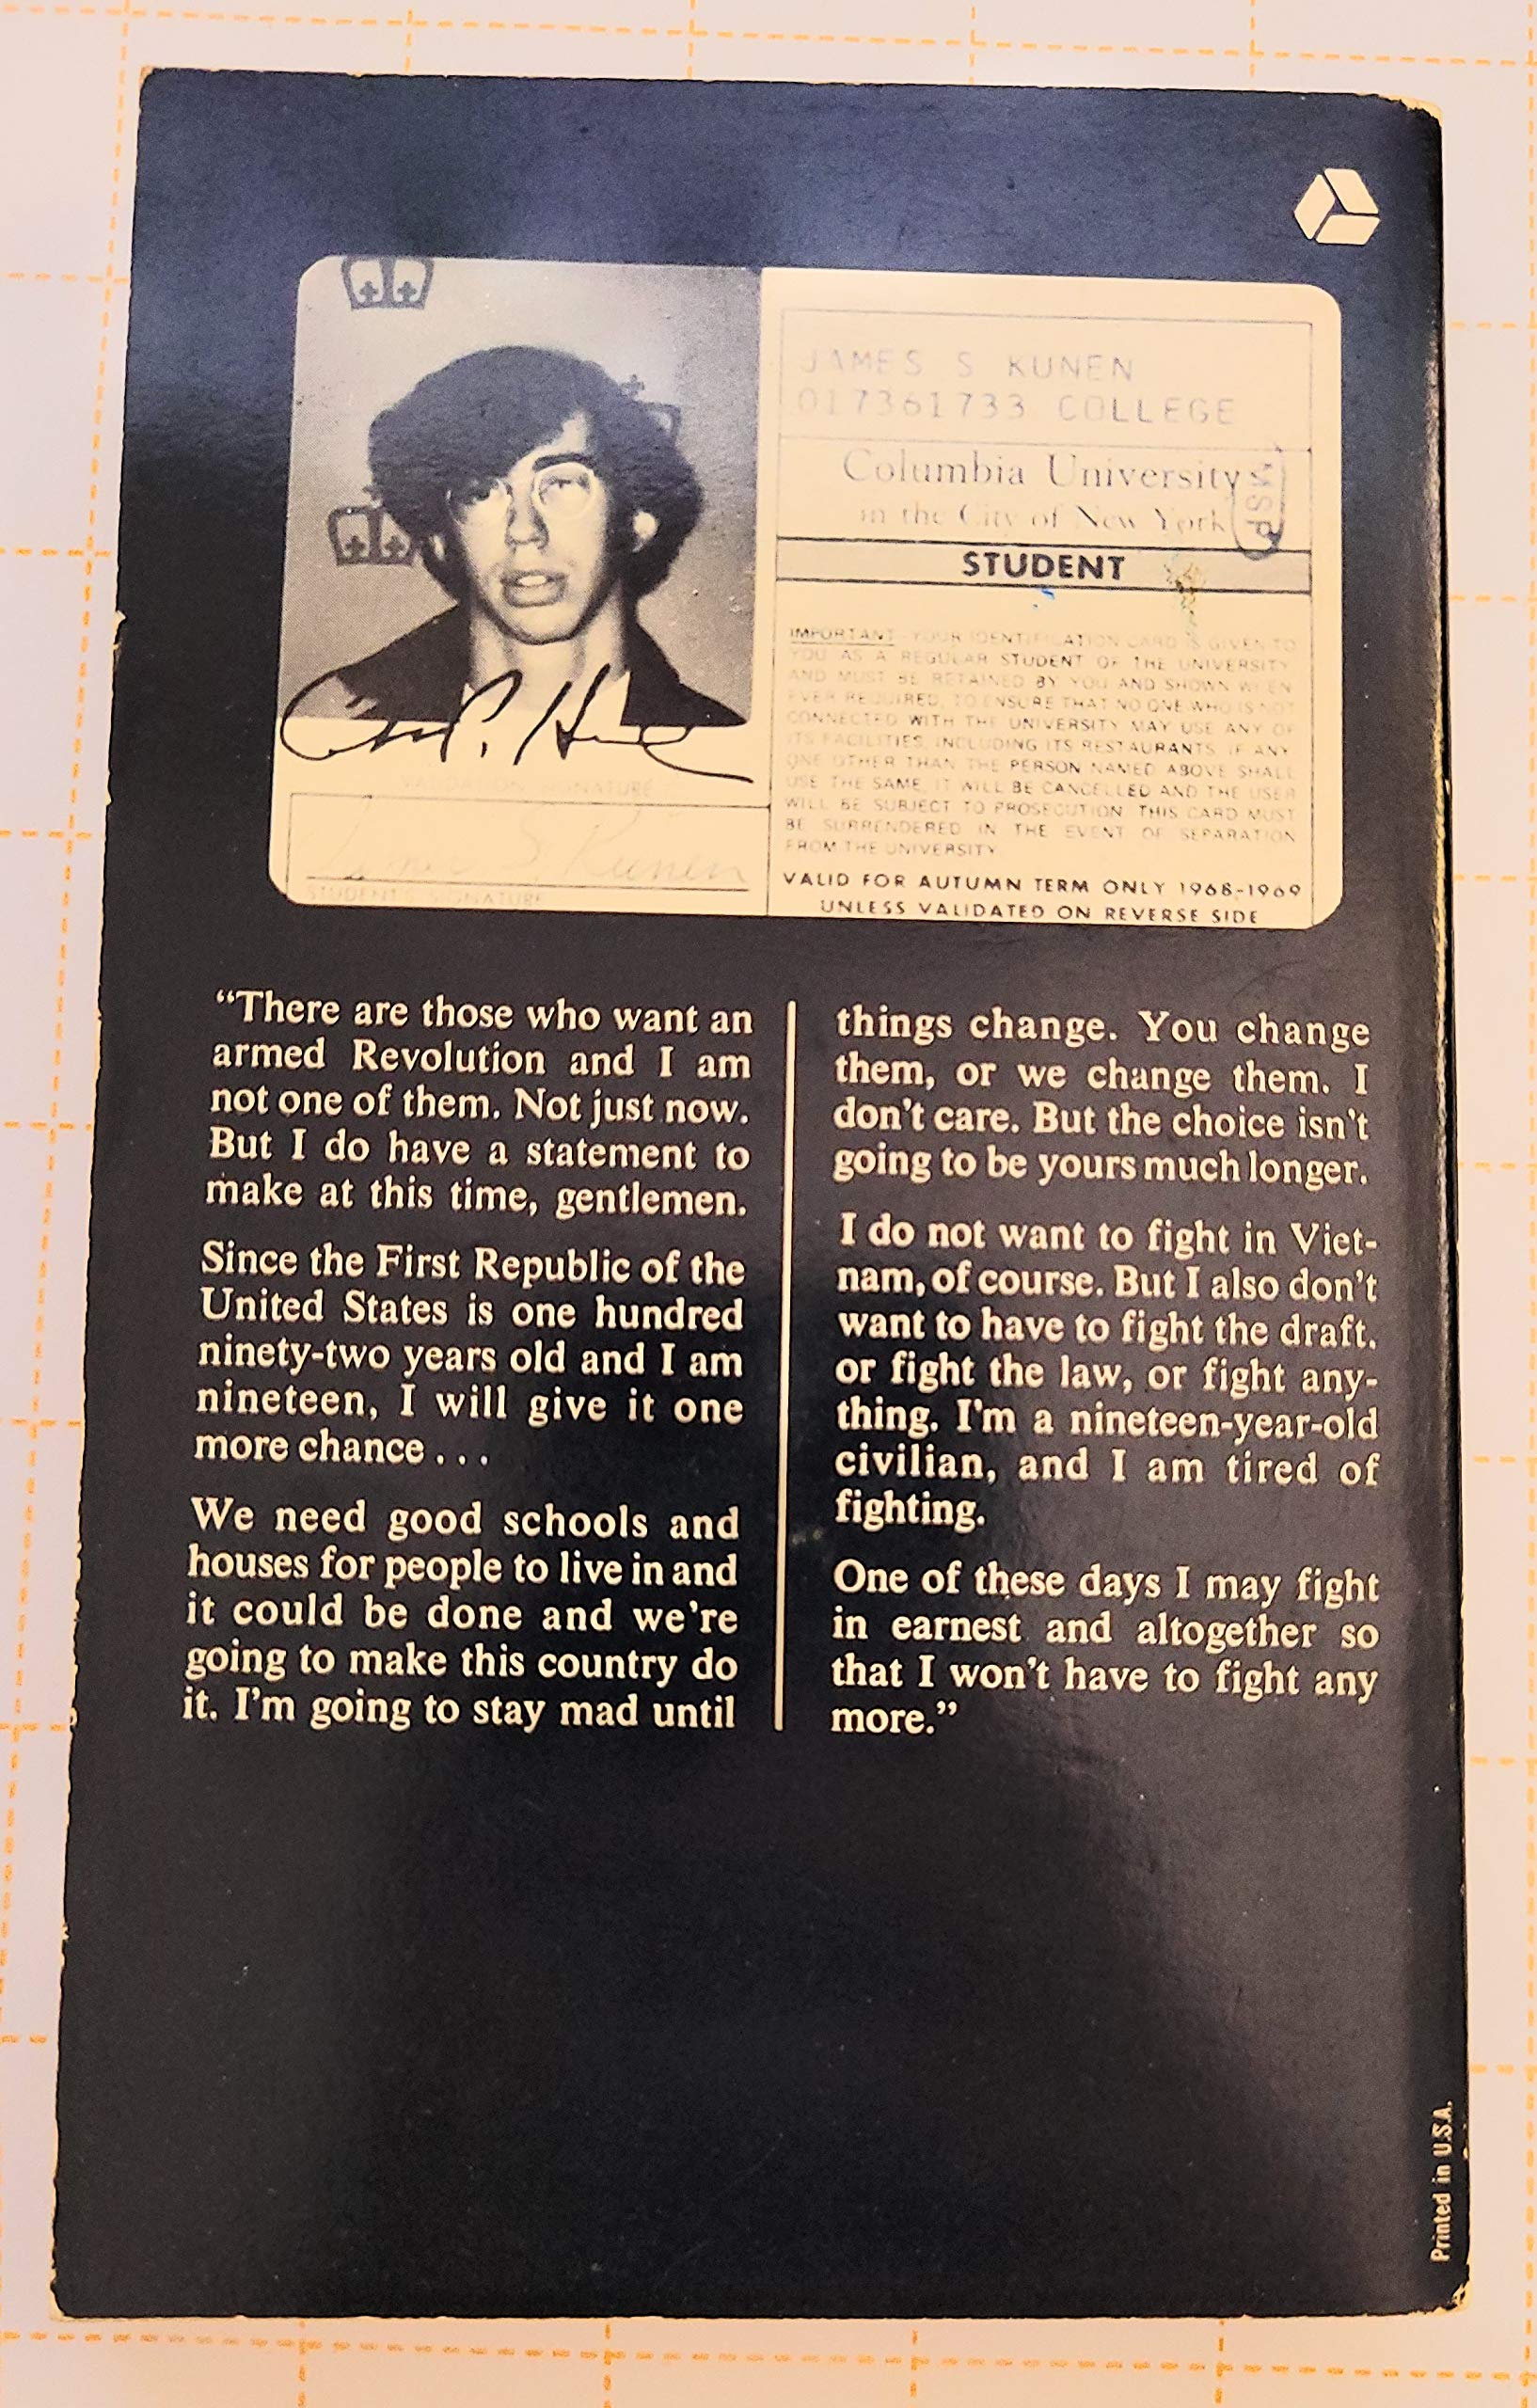 JAMES S KUNEN
017361733 COLLEGE
Columbia University
in the City of New York
STUDENT
IMPORTANT YOUR IDENTIFICATION CARD IS GIVEN TO
YOU AS A REGULAR STUDENT OF THE UNIVERSITY
AND MUST BE RETAINED BY YOU AND SHOWN WHEN
EVER REQUIRED, TO ENSURE THAT NO ONE WHO IS NOT
CONNECTED WITH THE UNIVERSITY MAY USE ANY OF
ITS FACILITIES, INCLUDING ITS RESTAURANTS IF ANY
ONE OTHER THAN THE PERSON NAMED ABOVE SHALL
USE THE SAME, IT WILL BE CANCELLED AND THE USER
WILL BE SUBJECT TO PROSECUTION THIS CARD MUST
BE SURRENDERED IN THE EVENT OF SEPARATION
FROM THE UNIVERSITY
VALID FOR AUTUMN TERM ONLY 1968-1969
UNLESS VALIDATED ON REVERSE SIDE
VALIDATION SIGNATURE
James S. Kunen
STUDENT'S SIGNATURE
“There are those who want an
armed Revolution and I am
not one of them. Not just now.
But I do have a statement to
make at this time, gentlemen.
Since the First Republic of the
United States is one hundred
ninety-two years old and I am
nineteen, I will give it one
more chance . . .
We need good schools and
houses for people to live in and
it could be done and we're
going to make this country do
it. I'm going to stay mad until
things change. You change
them, or we change them. I
don't care. But the choice isn't
going to be yours much longer.
I do not want to fight in Viet-
nam, of course. But I also don't
want to have to fight the draft,
or fight the law, or fight any-
thing. I'm a nineteen-year-old
civilian, and I am tired of
fighting.
One of these days I may fight
in earnest and altogether so
that I won't have to fight any
more.”
Printed in U.S.A.